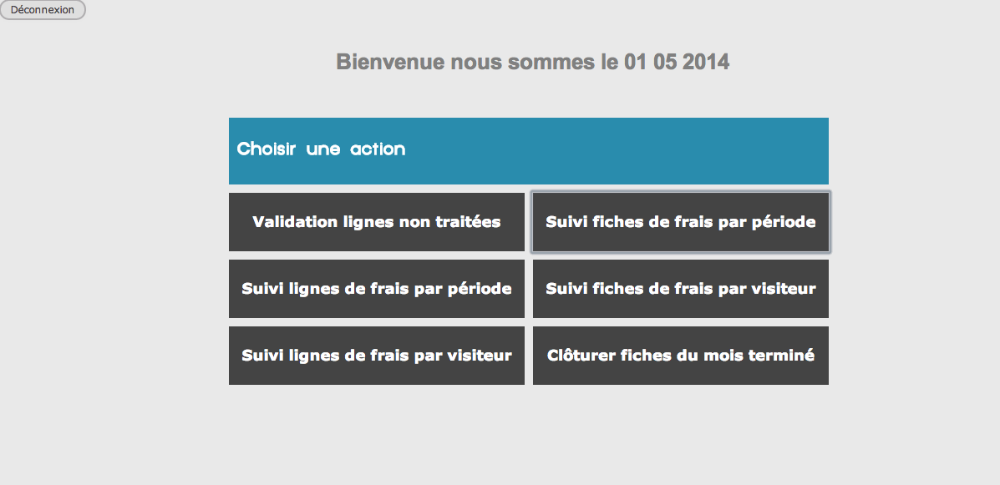 Déconnexion
Bienvenue nous sommes le 01 05 2014
Choisir une action
Validation lignes non traitées
Suivi fiches de frais par période
Suivi lignes de frais par période
Suivi fiches de frais par visiteur
Suivi lignes de frais par visiteur
Clôturer fiches du mois terminé